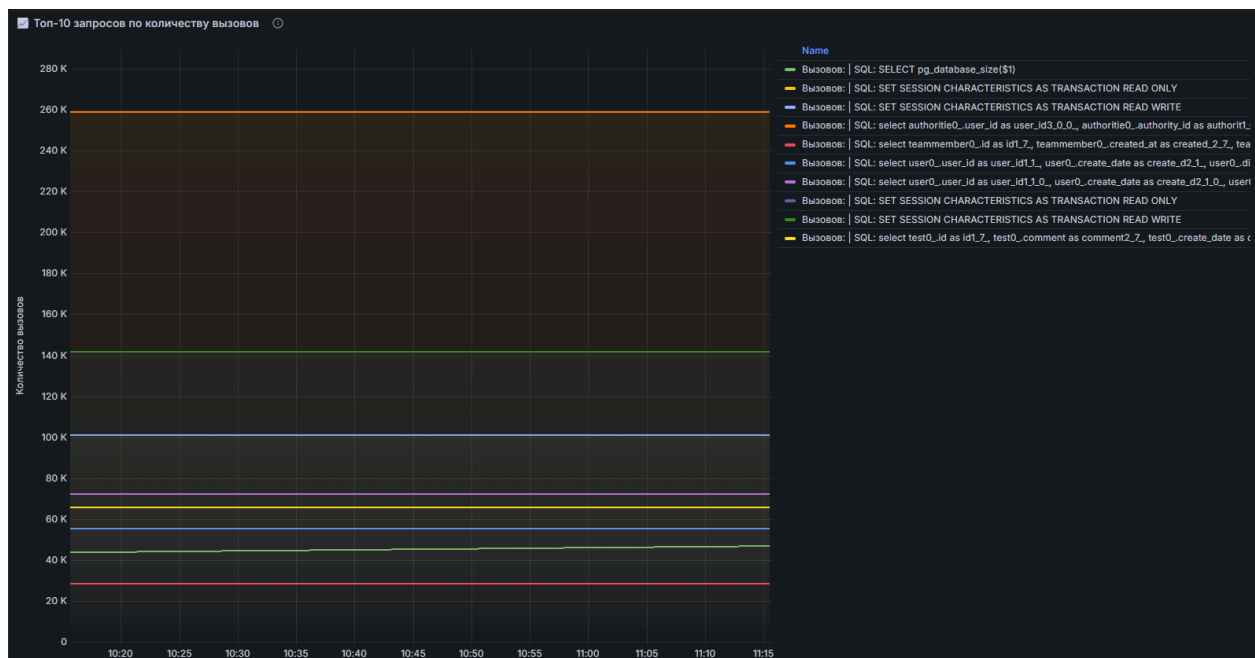 Топ-10 запросов по количеству вызовов
Количество вызовов
280 K
260 K
240 K
220 K
200 K
180 K
160 K
140 K
120 K
100 K
80 K
60 K
40 K
20 K
0
10:20 10:25 10:30 10:35 10:40 10:45 10:50 10:55 11:00 11:05 11:10 11:15
Name
Вызовов: | SQL: SELECT pg_database_size($1)
Вызовов: | SQL: SET SESSION CHARACTERISTICS AS TRANSACTION READ ONLY
Вызовов: | SQL: SET SESSION CHARACTERISTICS AS TRANSACTION READ WRITE
Вызовов: | SQL: select authoritie0_.user_id as user_id3_0_0_, authoritie0_.authority_id as authorit1_
Вызовов: | SQL: select teammember0_.id as id1_7_, teammember0_.created_at as created_2_7_, tea
Вызовов: | SQL: select user0_.user_id as user_id1_1_, user0_.create_date as create_d2_1_, user0_.di
Вызовов: | SQL: select user0_.user_id as user_id1_1_0_, user0_.create_date as create_d2_1_0_, user
Вызовов: | SQL: SET SESSION CHARACTERISTICS AS TRANSACTION READ ONLY
Вызовов: | SQL: SET SESSION CHARACTERISTICS AS TRANSACTION READ WRITE
Вызовов: | SQL: select test0_.id as id1_7_, test0_.comment as comment2_7_, test0_.create_date as c